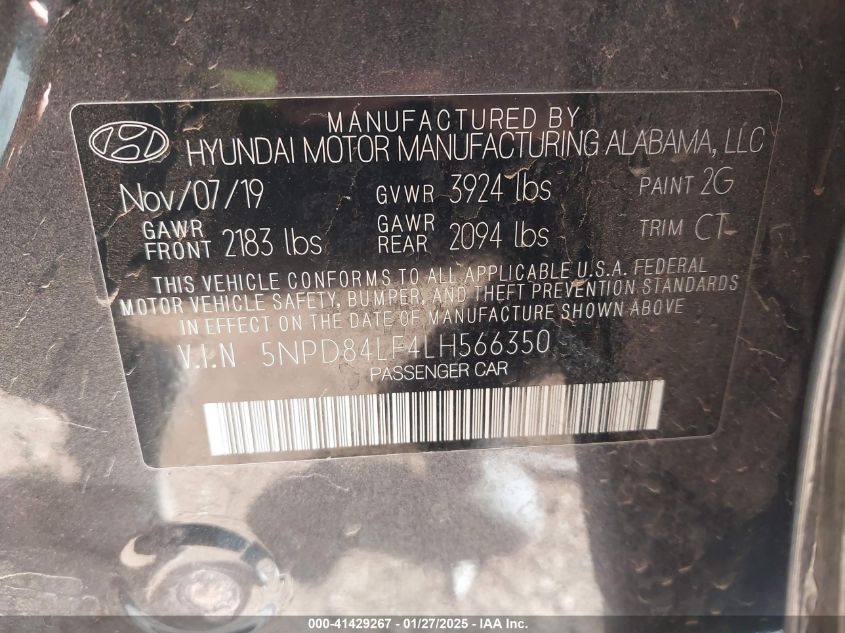 MANUFACTURED BY
HYUNDAI MOTOR MANUFACTURING ALABAMA, LLC
Nov/07/19 GVWR 3924 lbs PAINT 2G
GAWR FRONT 2183 lbs GAWR REAR 2094 lbs TRIM CT
THIS VEHICLE CONFORMS TO ALL APPLICABLE U.S.A. FEDERAL
MOTOR VEHICLE SAFETY, BUMPER, AND THEFT PREVENTION STANDARDS
IN EFFECT ON THE DATE OF MANUFACTURE SHOWN ABOVE.
V.I.N 5NPD84LF4LH566350
PASSENGER CAR
000-41429267 - 01/27/2025 - IAA Inc.